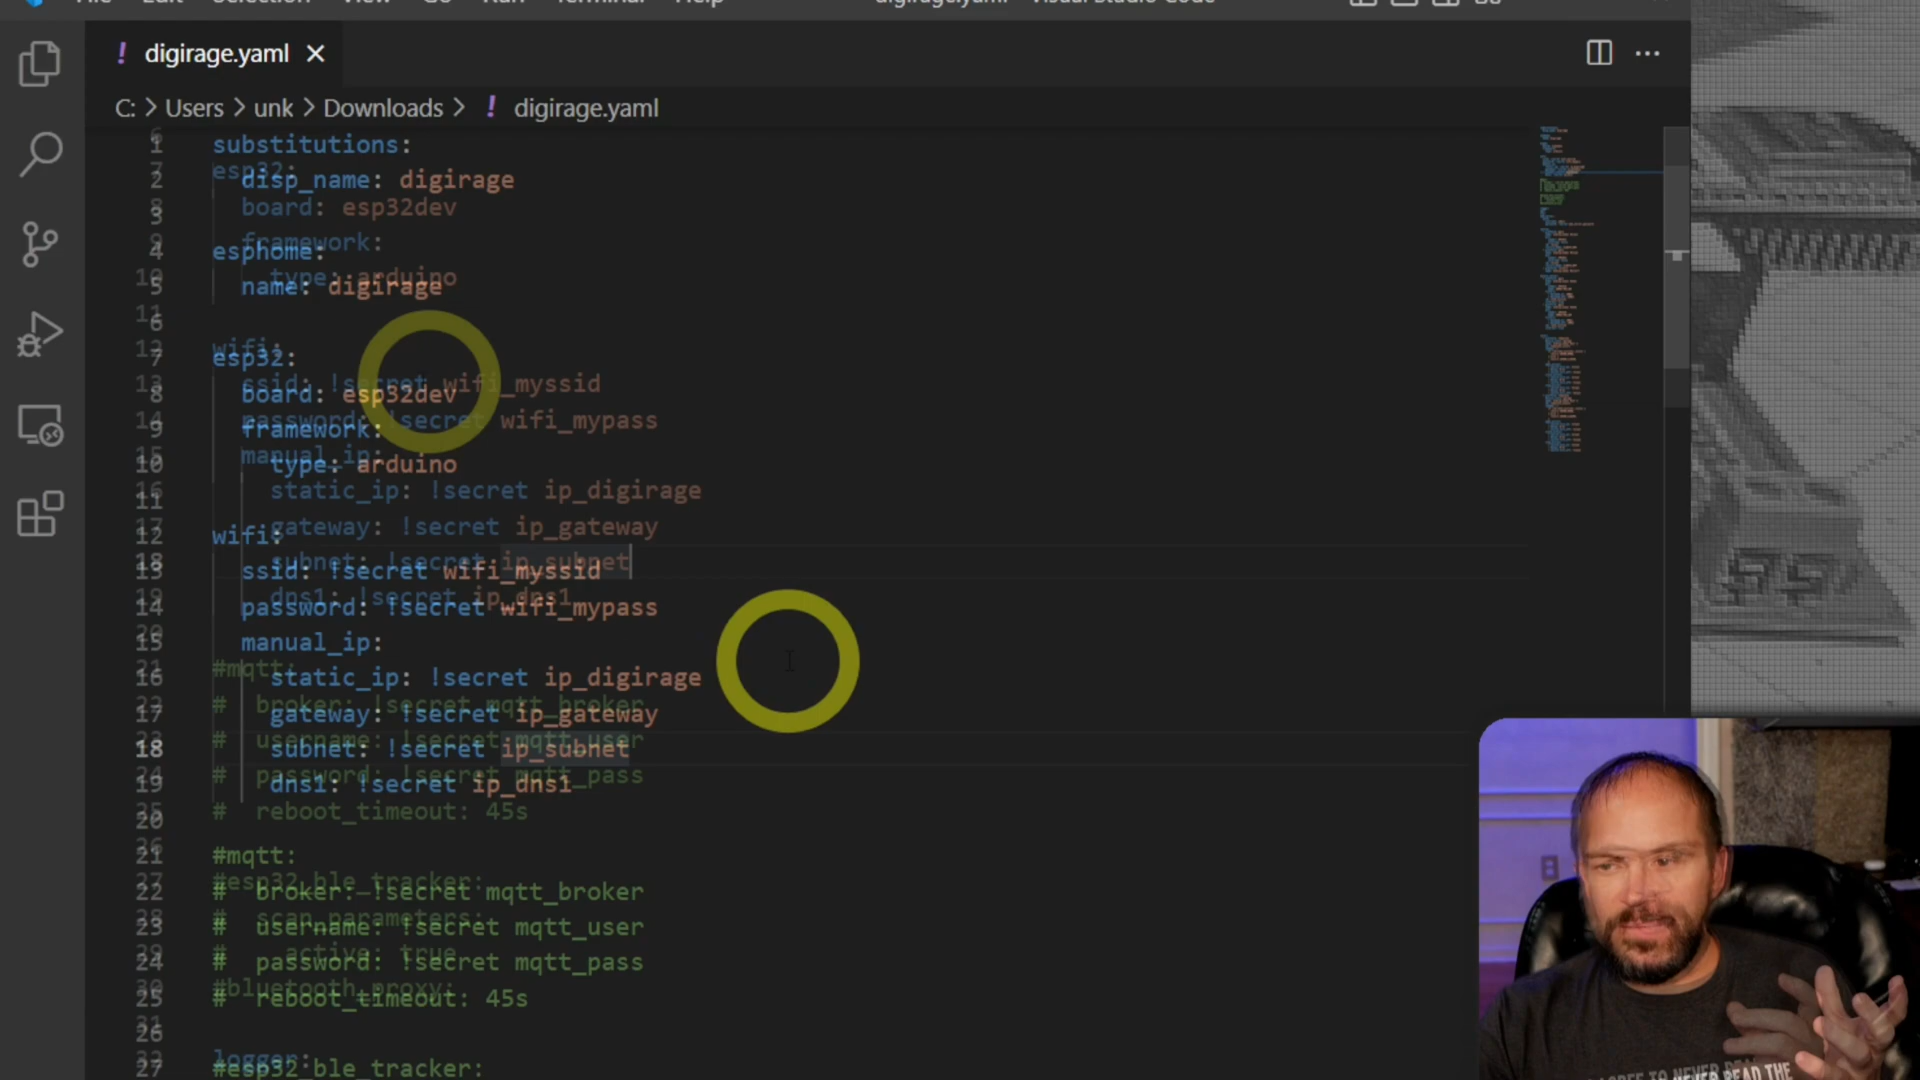 digirage.yaml
C: > Users > unk > Downloads > ! digirage.yaml
1 substitutions:
2 disp_name: digirage
3
4 esphome:
5 name: digirage
6
7 esp32:
8 board: esp32dev
9 framework:
10 type: arduino
11
12 wifi:
13 ssid: !secret wifi_myssid
14 password: !secret wifi_mypass
15 manual_ip:
16 static_ip: !secret ip_digirage
17 gateway: !secret ip_gateway
18 subnet: !secret ip_subnet
19 dns1: !secret ip_dns1
20
21 #mqtt:
22 # broker: !secret mqtt_broker
23 # username: !secret mqtt_user
24 # password: !secret mqtt_pass
25 # reboot_timeout: 45s
26
27 #esp32_ble_tracker: